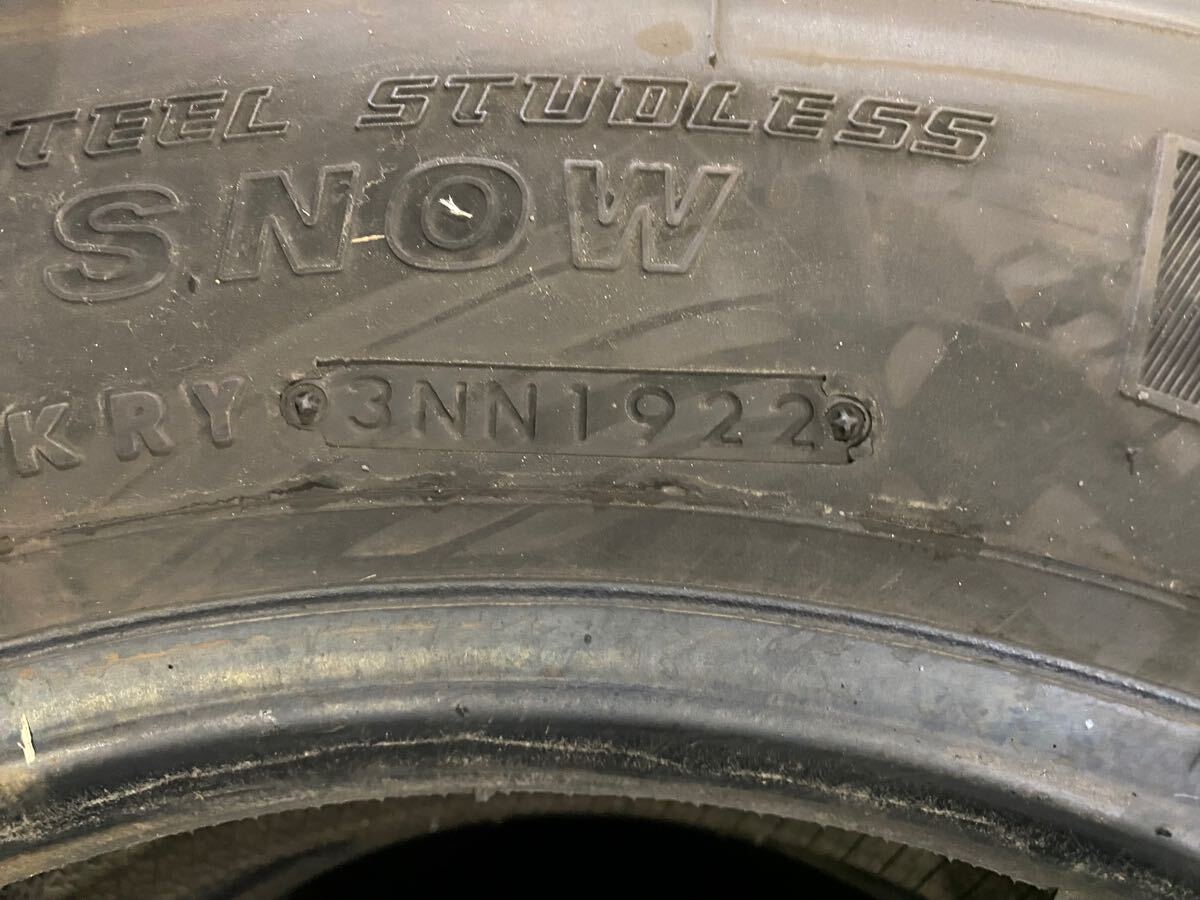 TEEL STUDLESS
SNOW
KRY 3NN1922